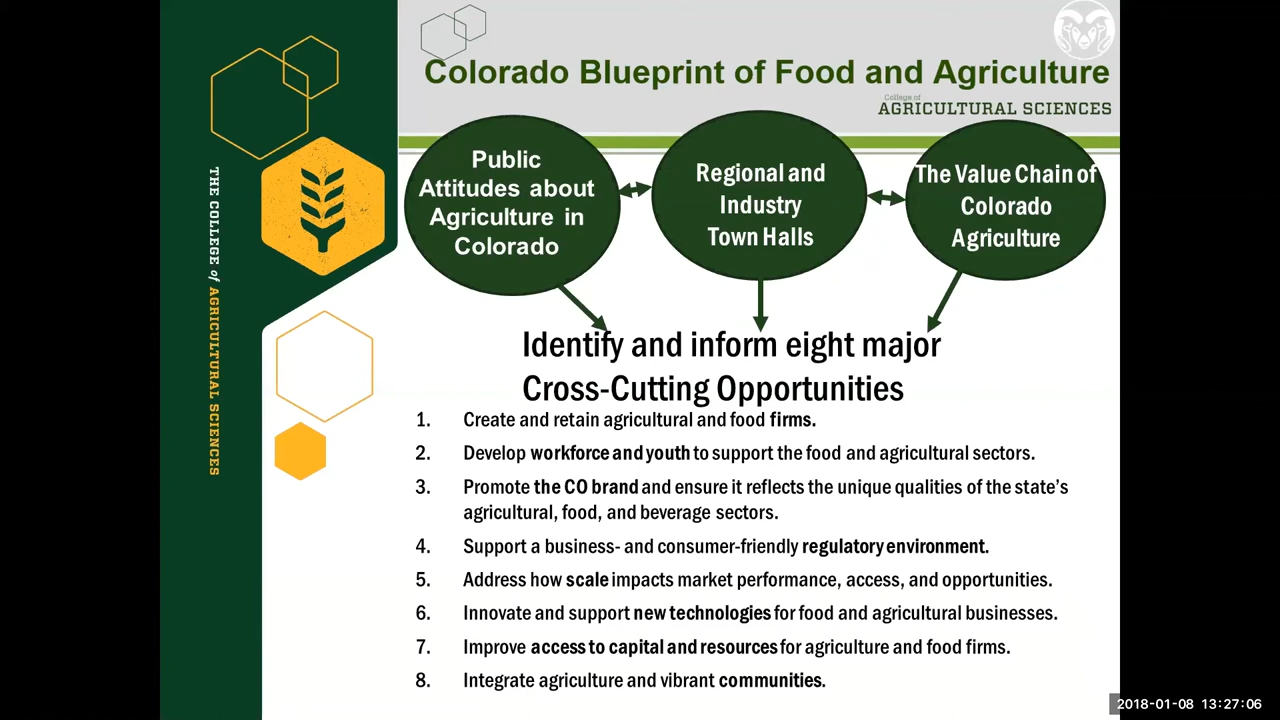 Colorado Blueprint of Food and Agriculture
College of
AGRICULTURAL SCIENCES
THE COLLEGE of AGRICULTURAL SCIENCES
Public
Attitudes about
Agriculture in
Colorado
Regional and
Industry
Town Halls
The Value Chain of
Colorado
Agriculture
Identify and inform eight major
Cross-Cutting Opportunities
1. Create and retain agricultural and food firms.
2. Develop workforce and youth to support the food and agricultural sectors.
3. Promote the CO brand and ensure it reflects the unique qualities of the state's
agricultural, food, and beverage sectors.
4. Support a business- and consumer-friendly regulatory environment.
5. Address how scale impacts market performance, access, and opportunities.
6. Innovate and support new technologies for food and agricultural businesses.
7. Improve access to capital and resources for agriculture and food firms.
8. Integrate agriculture and vibrant communities.
2018-01-08 13:27:06